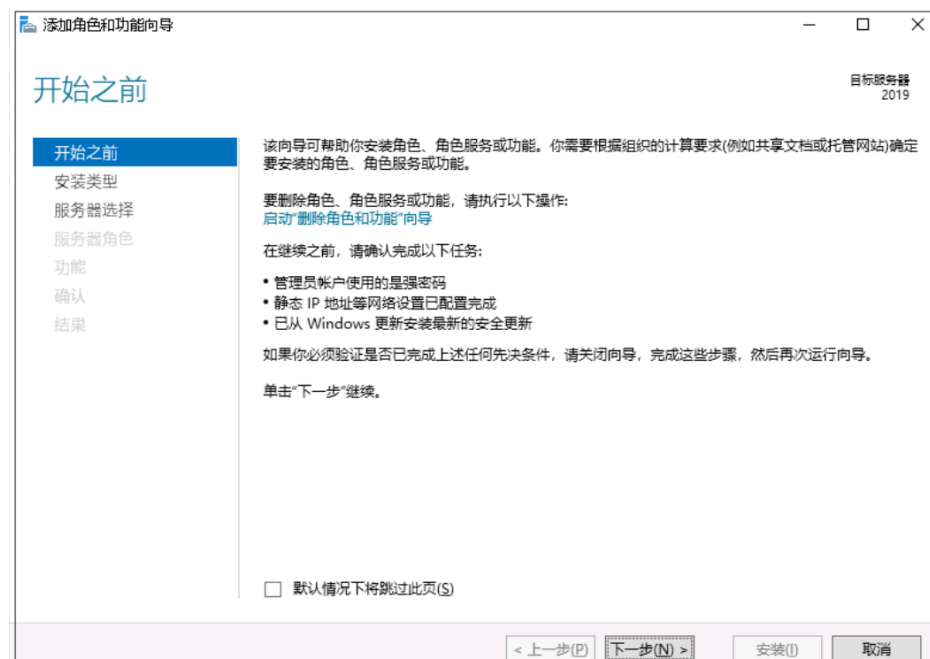 添加角色和功能向导
开始之前
目标服务器
2019
开始之前
安装类型
服务器选择
服务器角色
功能
确认
结果
该向导可帮助你安装角色、角色服务或功能。你需要根据组织的计算要求(例如共享文档或托管网站)确定
要安装的角色、角色服务或功能。
要删除角色、角色服务或功能，请执行以下操作:
启动"删除角色和功能"向导
在继续之前，请确认完成以下任务:
• 管理员帐户使用的是强密码
• 静态 IP 地址等网络设置已配置完成
• 已从 Windows 更新安装最新的安全更新
如果你必须验证是否已完成上述任何先决条件，请关闭向导，完成这些步骤，然后再次运行向导。
单击"下一步"继续。
默认情况下将跳过此页(S)
< 上一步(P) 下一步(N) > 安装(I) 取消